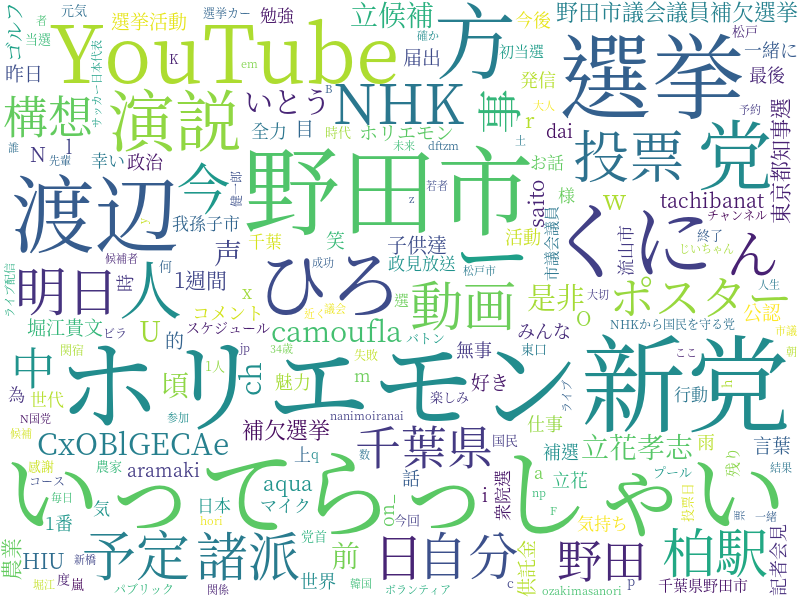 元気
選挙カー
勉強
立候補
野田市議会議員補欠選挙
ゴルフ
者
当選
選挙活動
YouTube
K
方
届出
今後
初当選
松戸
一緒に
昨日
サッカー日本代表
em
確か
B
選挙
発信
最後
構想
演説
いとう
NHK
事
大人
予約
N
l
全力
目
時代
ホリエモン
r
dai
投票
党
東京都知事選
誰
先輩
幸い
政治
健一郎
未来
dftzm
土
お話
今
野田市
若者
様
w
tachibanat
チャンネル
渡辺
我孫子市
z
saito
くにん
声
千葉
笑
子供達
活動
市議会議員
流山市
終了
じいちゃん
ライブ配信
候補者
何
成功
政見放送
松戸市
人生
明日
人
時
1週間
ひろ
ー
動画
是非
大切
ポスター
堀江貴文
コメント
x
近く
議会
選
o
公認
ビラ
U
的
スケジュール
camoufla
バトン
みんな
O
NHKから国民を守る党
市議
中
jp
34歳
失敗
無事
東口
ここ
朝
為
関宿
頃
ch
1人
魅力
m
好き
ライブ
行動
h
世代
ホリエモン
新党
N国党
参加
nanimoiranai
楽しみ
仕事
候補
CxOBlGECAe
補欠選挙
千葉県
国民
補選
立花孝志
雨
言葉
感謝
農家
aramaki
上
q
数
話
衆院選
a
立花
プール
残り
結果
コース
気
日本
aqua
on_
i
np
気持ち
投票日
毎日
1番
hori
マイク
党首
今回
F
一緒
いってらっしゃい
農業
HIU
新橋
予定
諸派
前
日
自分
供託金
野田
柏駅
記者会見
堀江
度
嵐
パブリック
関係
世界
韓国
ボランティア
c
ozakimasanori
p
千葉県野田市